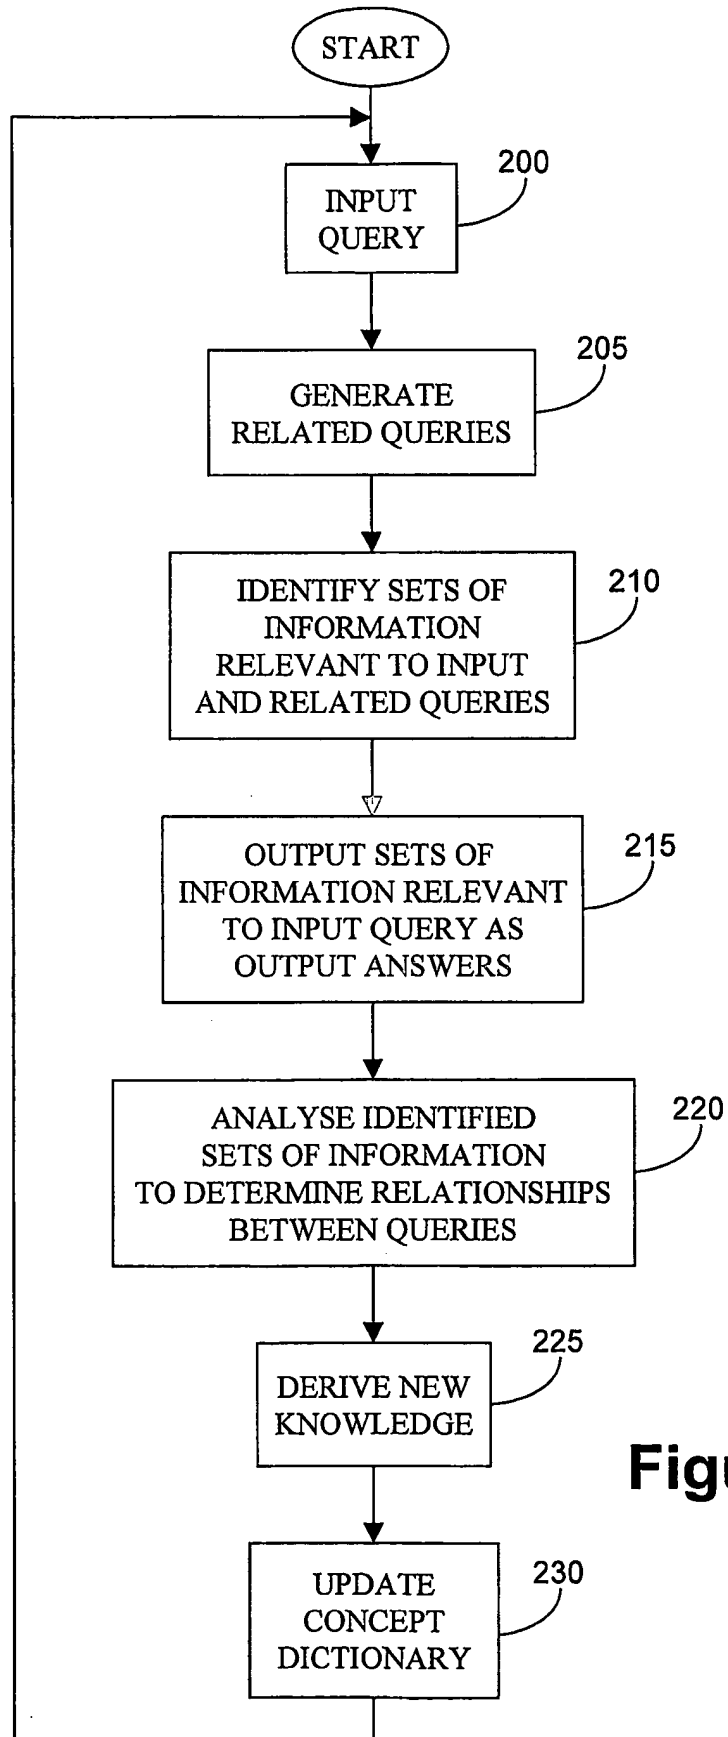 START
200
INPUT
QUERY
205
GENERATE
RELATED QUERIES
210
IDENTIFY SETS OF
INFORMATION
RELEVANT TO INPUT
AND RELATED QUERIES
215
OUTPUT SETS OF
INFORMATION RELEVANT
TO INPUT QUERY AS
OUTPUT ANSWERS
220
ANALYSE IDENTIFIED
SETS OF INFORMATION
TO DETERMINE RELATIONSHIPS
BETWEEN QUERIES
225
DERIVE NEW
KNOWLEDGE
230
UPDATE
CONCEPT
DICTIONARY